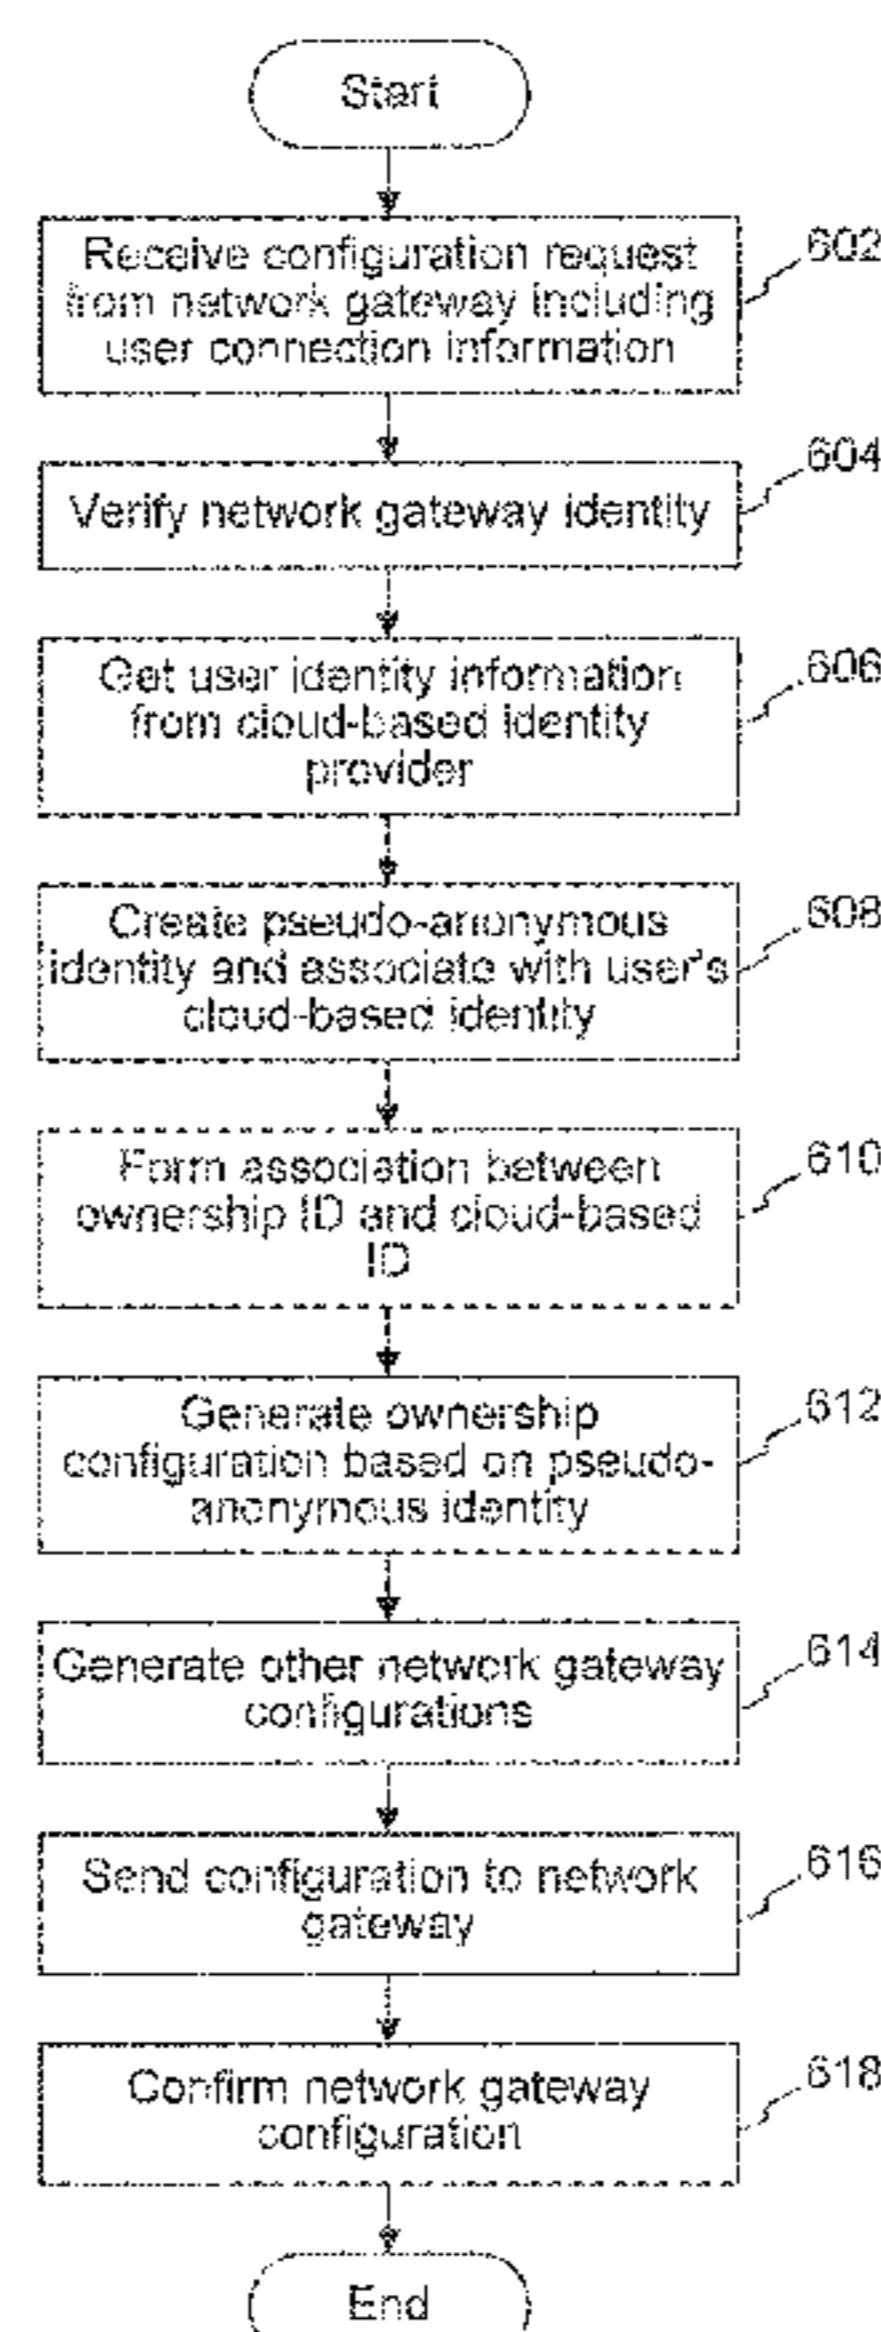 Start
Receive configuration request
from network gateway including
user connection information
602
Verify network gateway identity
604
Get user identity information
from cloud-based identity
provider
606
Create pseudo-anonymous
identity and associate with user's
cloud-based identity
608
Form association between
ownership ID and cloud-based
ID
610
Generate ownership
configuration based on pseudo-
anonymous identity
612
Generate other network gateway
configurations
614
Send configuration to network
gateway
616
Confirm network gateway
configuration
618
End